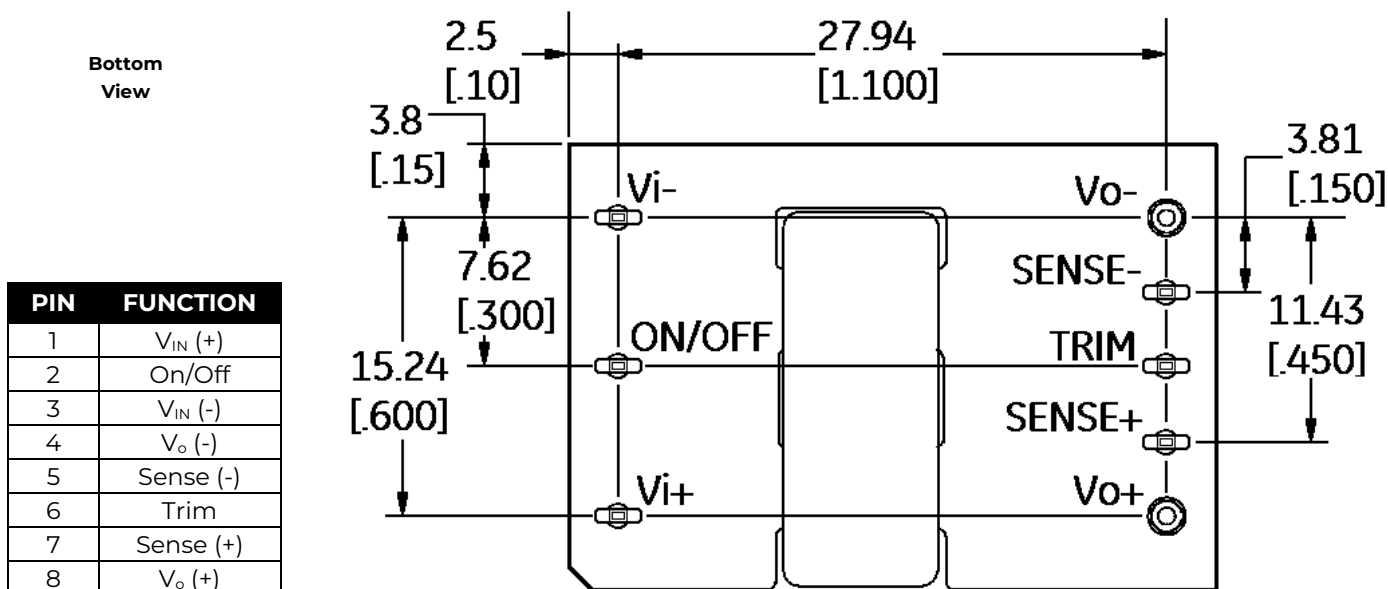 Bottom
View
2.5
[.10]
27.94
[1.100]
3.8
[.15]
3.81
[.150]
Vi-
Vo-
7.62
[.300]
SENSE-
11.43
[.450]
ON/OFF
TRIM
15.24
[.600]
SENSE+
Vi+
Vo+
PIN FUNCTION
1 VIN (+)
2 On/Off
3 VIN (-)
4 Vo (-)
5 Sense (-)
6 Trim
7 Sense (+)
8 Vo (+)